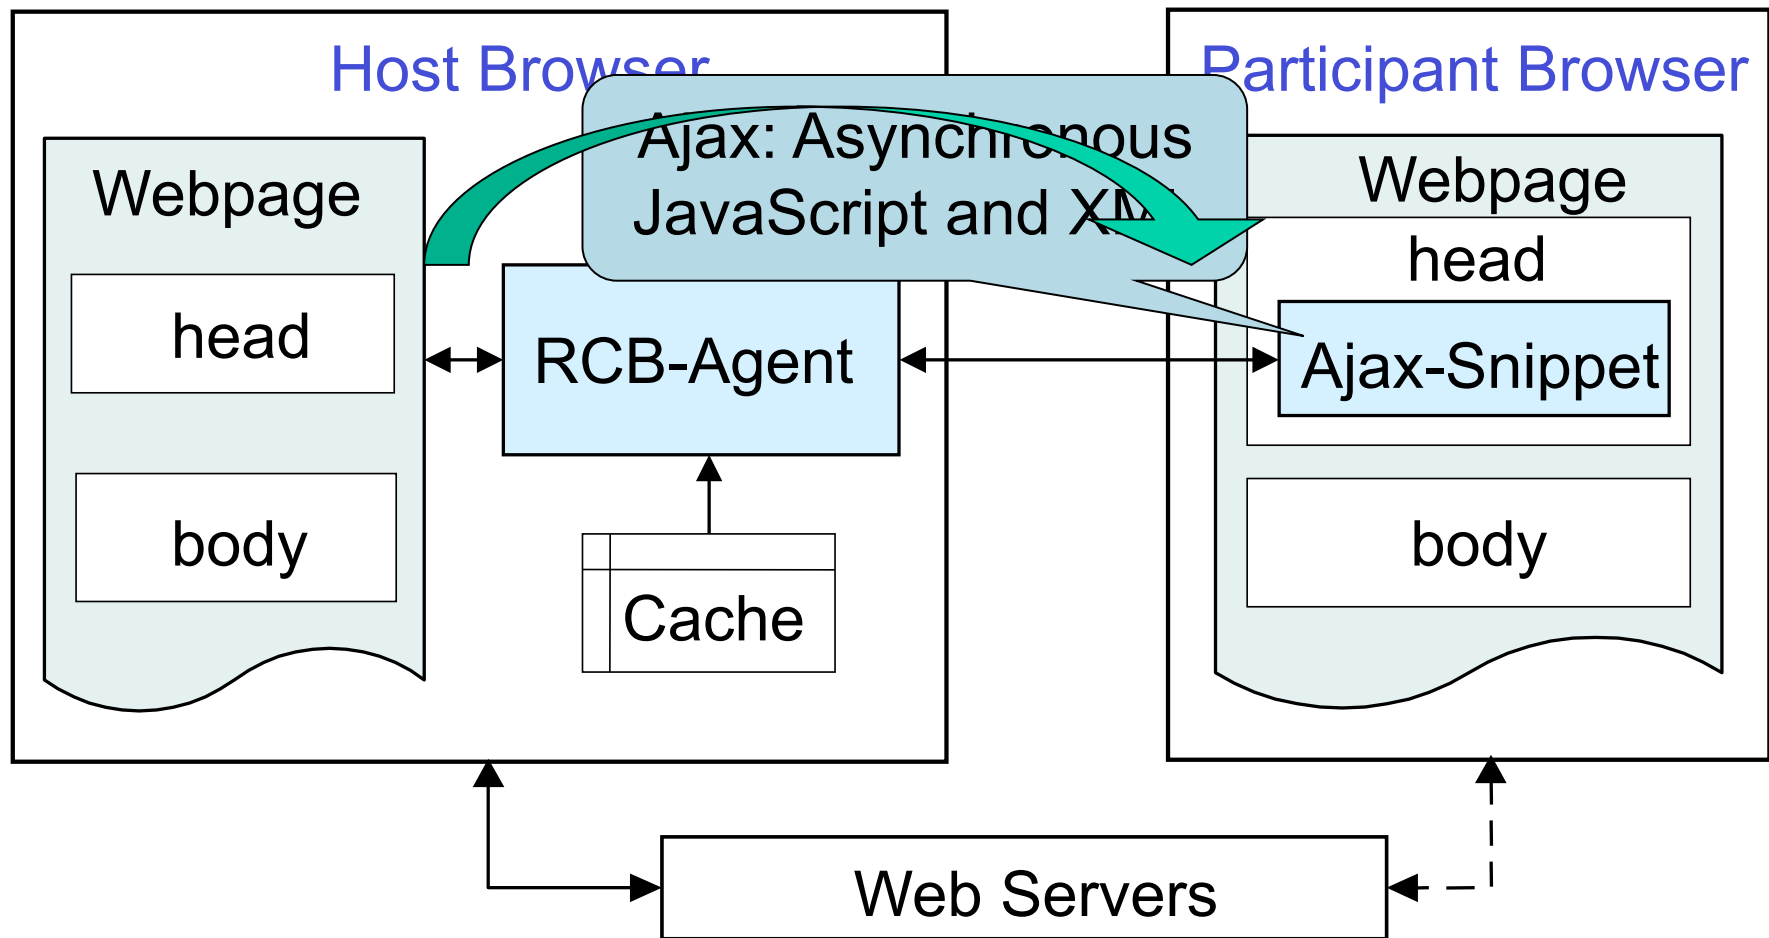 Host Browser
Participant Browser
Ajax: Asynchronous
JavaScript and XML
Webpage
head
body
RCB-Agent
Cache
Webpage
head
Ajax-Snippet
body
Web Servers